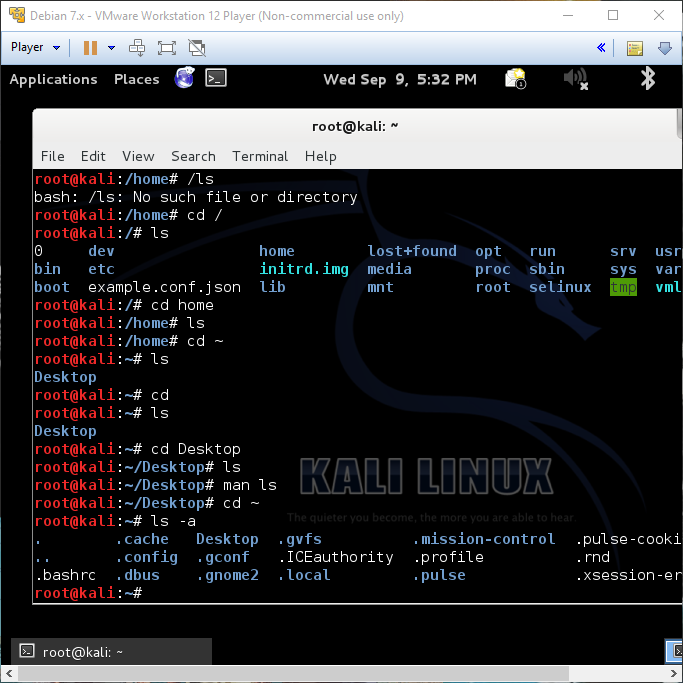 Debian 7.x - VMware Workstation 12 Player (Non-commercial use only)
Player
Applications Places Wed Sep 9, 5:32 PM 1
root@kali: ~
File Edit View Search Terminal Help
root@kali:/home# /ls
bash: /ls: No such file or directory
root@kali:/home# cd /
root@kali:/# ls
0 dev home lost+found opt run srv usr
bin etc initrd.img media proc sbin sys var
boot example.conf.json lib mnt root selinux tmp vml
root@kali:/# cd home
root@kali:/home# ls
root@kali:/home# cd ~
root@kali:~# ls
Desktop
root@kali:~# cd
root@kali:~# ls
Desktop
root@kali:~# cd Desktop
root@kali:~/Desktop# ls
root@kali:~/Desktop# man ls
root@kali:~/Desktop# cd ~
root@kali:~# ls -a
. .cache Desktop .gvfs .mission-control .pulse-cooki
.. .config .gconf .ICEauthority .profile .rnd
.bashrc .dbus .gnome2 .local .pulse .xsession-er
root@kali:~#
KALI LINUX
The quieter you become, the more you are able to hear.
root@kali: ~